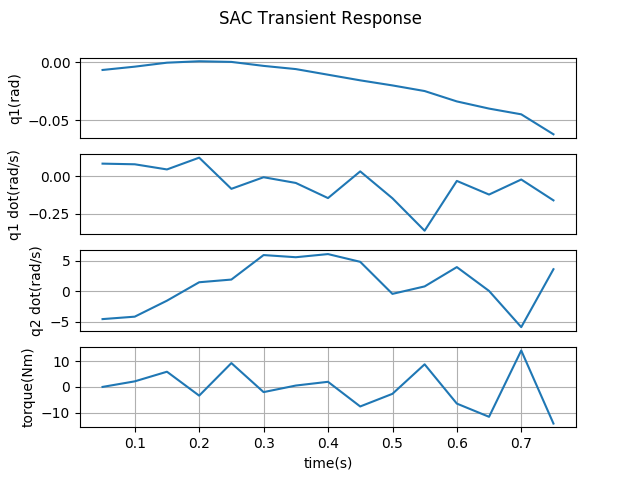 SAC Transient Response
0.00
−0.05
q1(rad)
0.00
−0.25
q1 dot(rad/s)
5
0
−5
q2 dot(rad/s)
10
0
−10
torque(Nm)
0.1 0.2 0.3 0.4 0.5 0.6 0.7
time(s)